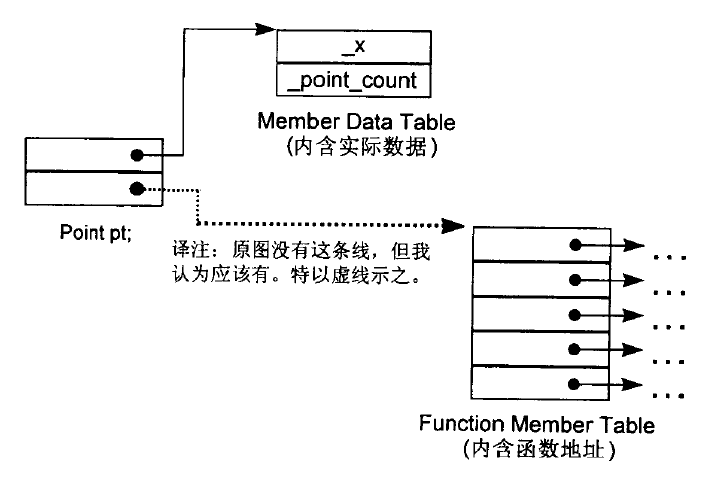 _x
_point_count
Member Data Table
(内含实际数据)
Point pt;
译注：原图没有这条线，但我
认为应该有。特以虚线示之。
...
...
...
...
...
Function Member Table
(内含函数地址)